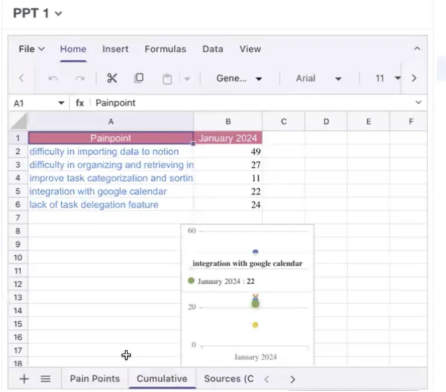 PPT 1
File Home Insert Formulas Data View
Gene... Arial 11
A1 fx Painpoint
A B C D E F
1 Painpoint January 2024
2 difficulty in importing data to notion 49
3 difficulty in organizing and retrieving in 27
4 improve task categorization and sortin 11
5 integration with google calendar 22
6 lack of task delegation feature 24
7
8 60
9
10
11 integration with google calendar
12 January 2024 : 22
13
14 20
15
16
17 0
18 January 2024
Pain Points Cumulative Sources (C